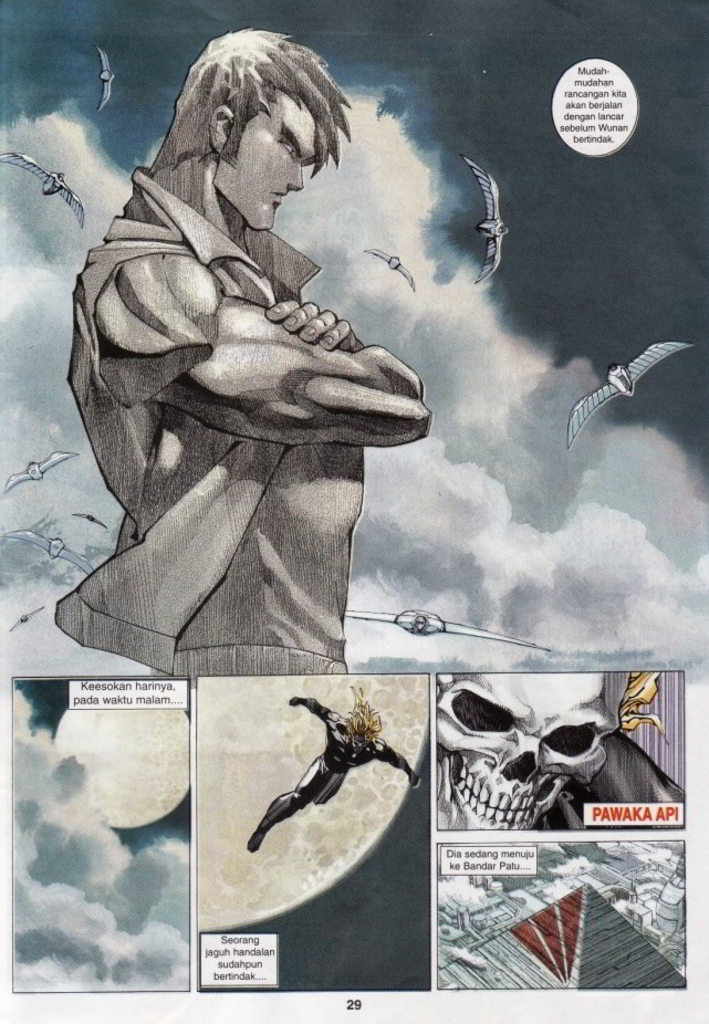 Mudah-
mudahan
rancangan kita
akan berjalan
dengan lancar
sebelum Wunan
bertindak.
Keesokan harinya,
pada waktu malam....
Seorang
jaguh handalan
sudahpun
bertindak....
PAWAKA API
Dia sedang menuju
ke Bandar Patu....
29